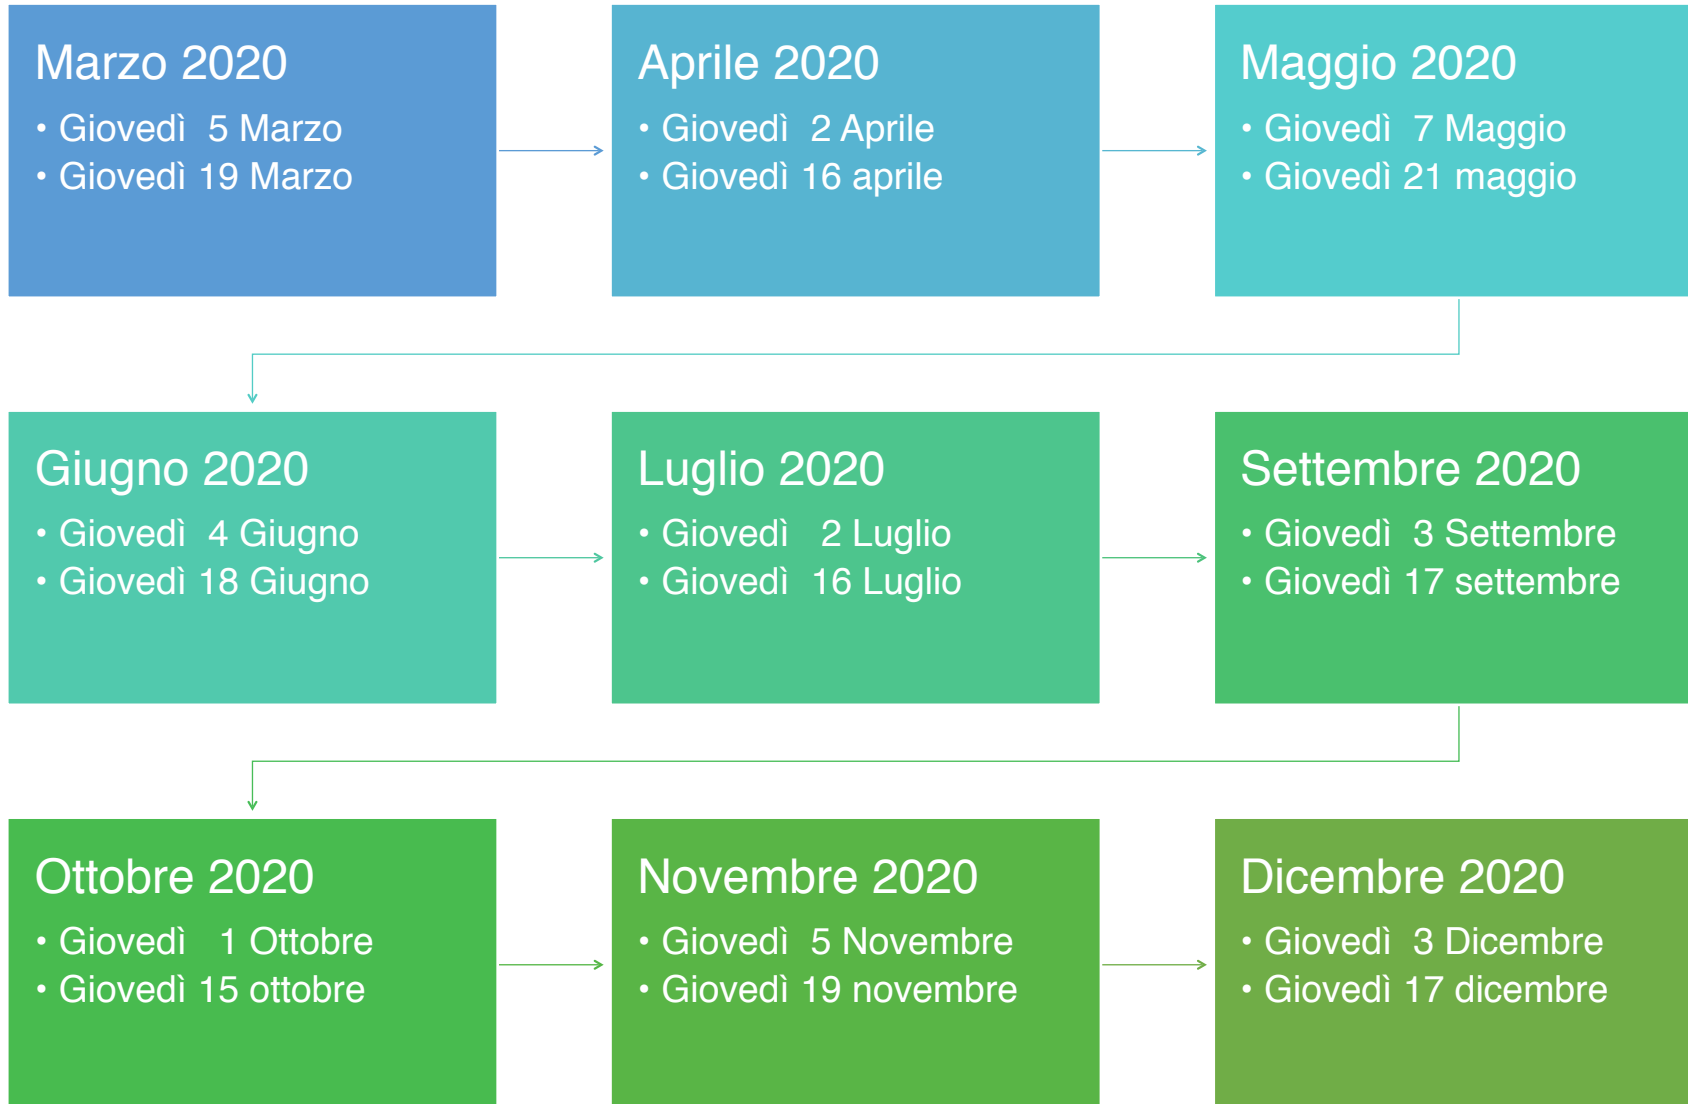 Marzo 2020
• Giovedì  5 Marzo
• Giovedì 19 Marzo
Aprile 2020
• Giovedì  2 Aprile
• Giovedì 16 aprile
Maggio 2020
• Giovedì  7 Maggio
• Giovedì 21 maggio
Giugno 2020
• Giovedì  4 Giugno
• Giovedì 18 Giugno
Luglio 2020
• Giovedì   2 Luglio
• Giovedì  16 Luglio
Settembre 2020
• Giovedì  3 Settembre
• Giovedì 17 settembre
Ottobre 2020
• Giovedì   1 Ottobre
• Giovedì 15 ottobre
Novembre 2020
• Giovedì  5 Novembre
• Giovedì 19 novembre
Dicembre 2020
• Giovedì  3 Dicembre
• Giovedì 17 dicembre